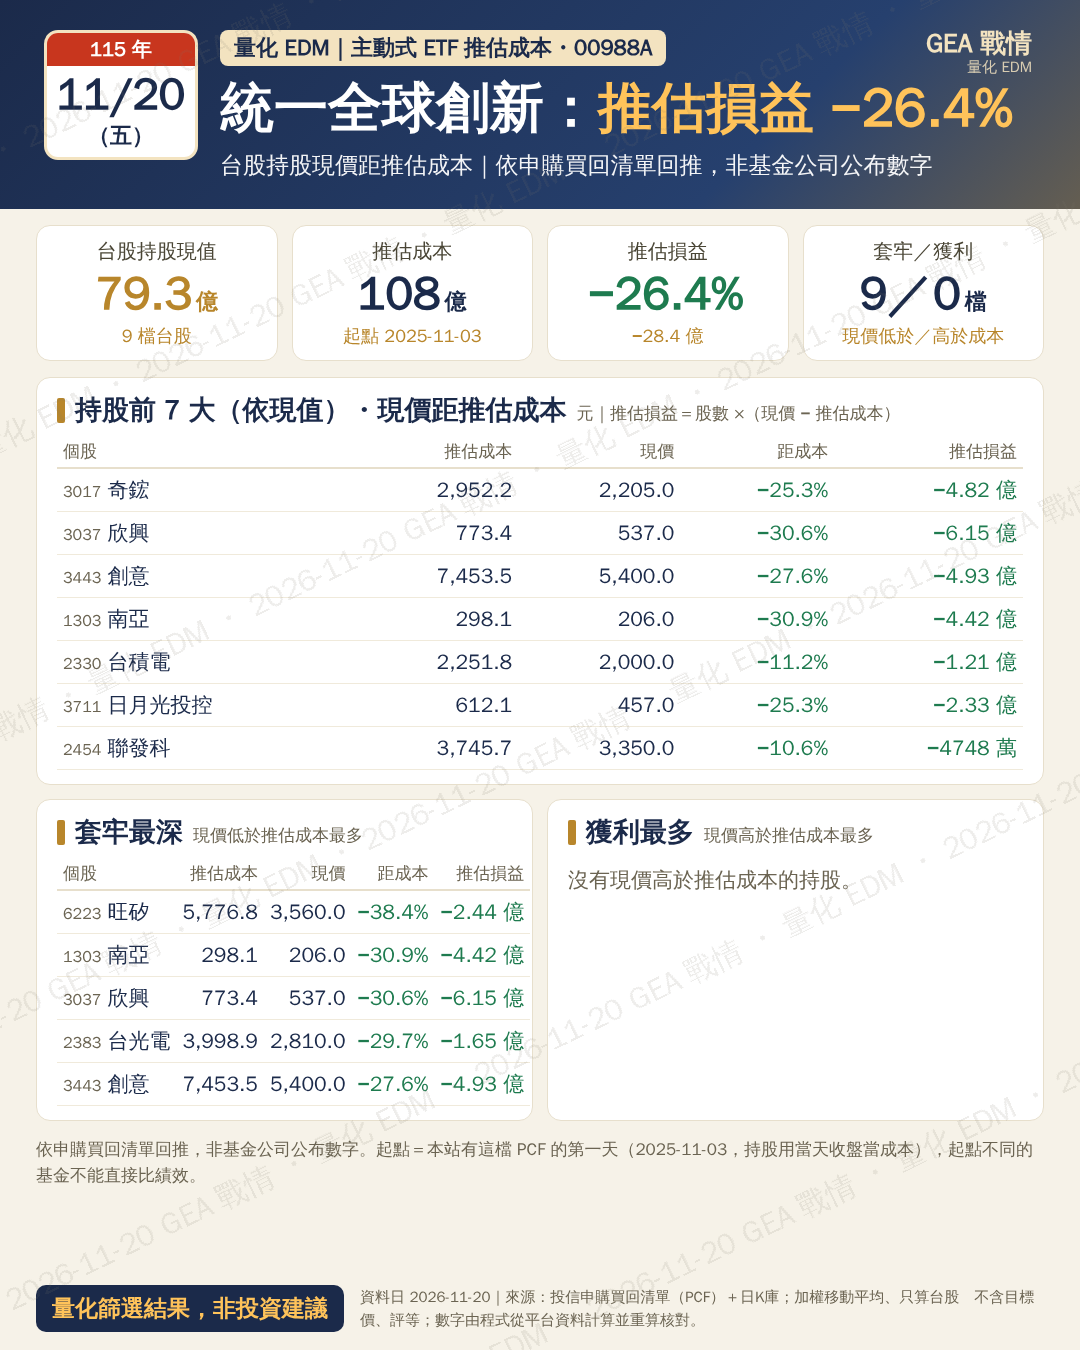 115 年
11/20
（五）
量化 EDM｜主動式 ETF 推估成本・00988A
GEA 戰情
量化 EDM
統一全球創新：推估損益 −26.4%
台股持股現價距推估成本｜依申購買回清單回推，非基金公司公布數字
台股持股現值
79.3 億
9 檔台股
推估成本
108 億
起點 2025-11-03
推估損益
−26.4%
−28.4 億
套牢／獲利
9／0 檔
現價低於／高於成本
持股前 7 大（依現值）・現價距推估成本 元｜推估損益＝股數 ×（現價 − 推估成本）
個股 推估成本 現價 距成本 推估損益
3017 奇鋐 2,952.2 2,205.0 −25.3% −4.82 億
3037 欣興 773.4 537.0 −30.6% −6.15 億
3443 創意 7,453.5 5,400.0 −27.6% −4.93 億
1303 南亞 298.1 206.0 −30.9% −4.42 億
2330 台積電 2,251.8 2,000.0 −11.2% −1.21 億
3711 日月光投控 612.1 457.0 −25.3% −2.33 億
2454 聯發科 3,745.7 3,350.0 −10.6% −4748 萬
套牢最深 現價低於推估成本最多
個股 推估成本 現價 距成本 推估損益
6223 旺矽 5,776.8 3,560.0 −38.4% −2.44 億
1303 南亞 298.1 206.0 −30.9% −4.42 億
3037 欣興 773.4 537.0 −30.6% −6.15 億
2383 台光電 3,998.9 2,810.0 −29.7% −1.65 億
3443 創意 7,453.5 5,400.0 −27.6% −4.93 億
獲利最多 現價高於推估成本最多
沒有現價高於推估成本的持股。
依申購買回清單回推，非基金公司公布數字。起點＝本站有這檔 PCF 的第一天（2025-11-03，持股用當天收盤當成本），起點不同的
基金不能直接比績效。
量化篩選結果，非投資建議
資料日 2026-11-20｜來源：投信申購買回清單（PCF）＋日K庫；加權移動平均、只算台股　不含目標
價、評等；數字由程式從平台資料計算並重算核對。
2026-11-20 GEA 戰情 ・ 量化 EDM